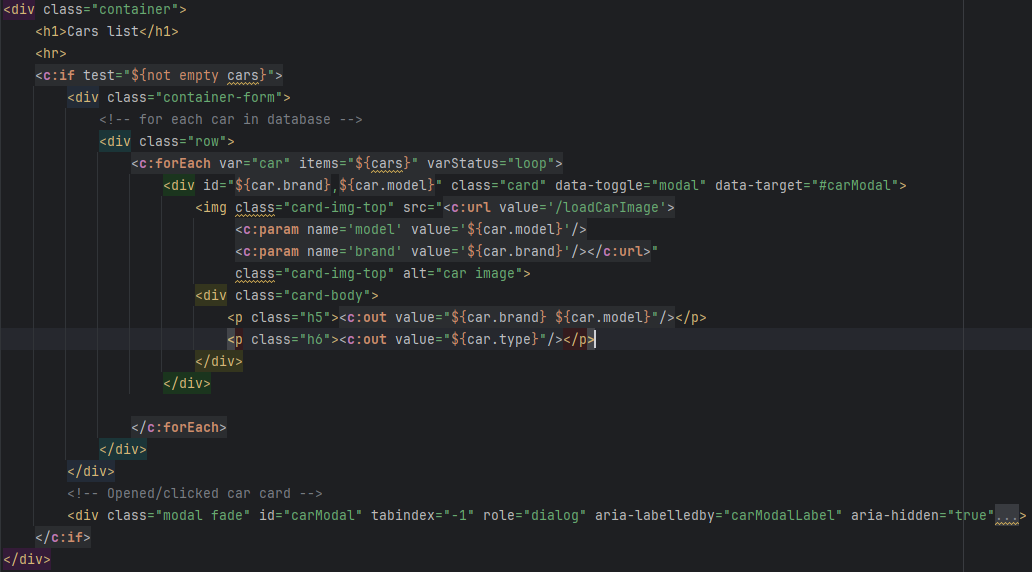 <div class="container">
<h1>Cars list</h1>
<hr>
<c:if test="${not empty cars}">
<div class="container-form">
<!-- for each car in database -->
<div class="row">
<c:forEach var="car" items="${cars}" varStatus="loop">
<div id="${car.brand},${car.model}" class="card" data-toggle="modal" data-target="#carModal">
<img class="card-img-top" src="<c:url value='/loadCarImage'>
<c:param name='model' value='${car.model}'/>
<c:param name='brand' value='${car.brand}'/></c:url>"
class="card-img-top" alt="car image">
<div class="card-body">
<p class="h5"><c:out value="${car.brand} ${car.model}"/></p>
<p class="h6"><c:out value="${car.type}"/></p>
</div>
</div>
</c:forEach>
</div>
</div>
<!-- Opened/clicked car card -->
<div class="modal fade" id="carModal" tabindex="-1" role="dialog" aria-labelledby="carModalLabel" aria-hidden="true"...>
</c:if>
</div>